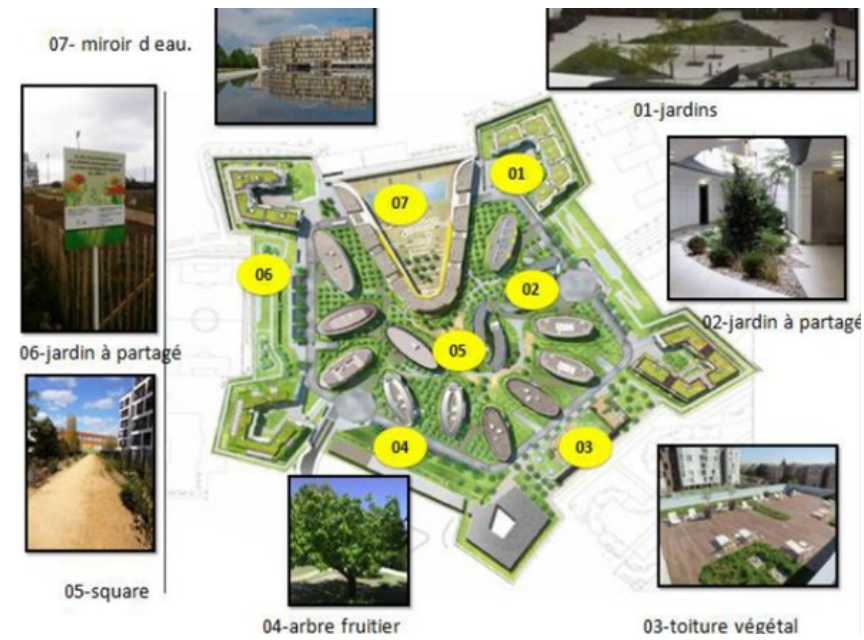 07- miroir d eau.
01-jardins
01
07
06
02
02-jardin à partagé
06-jardin à partagé
05
04
03
05-square
04-arbre fruitier
03-toiture végétal